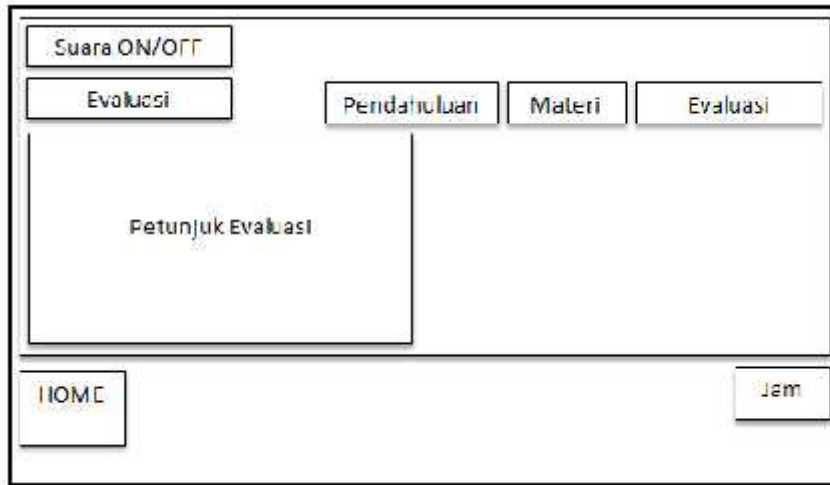 Suara ON/OFF
Evaluasi
Pendahuluan
Materi
Evaluasi
Petunjuk Evaluasi
HOME
Jam